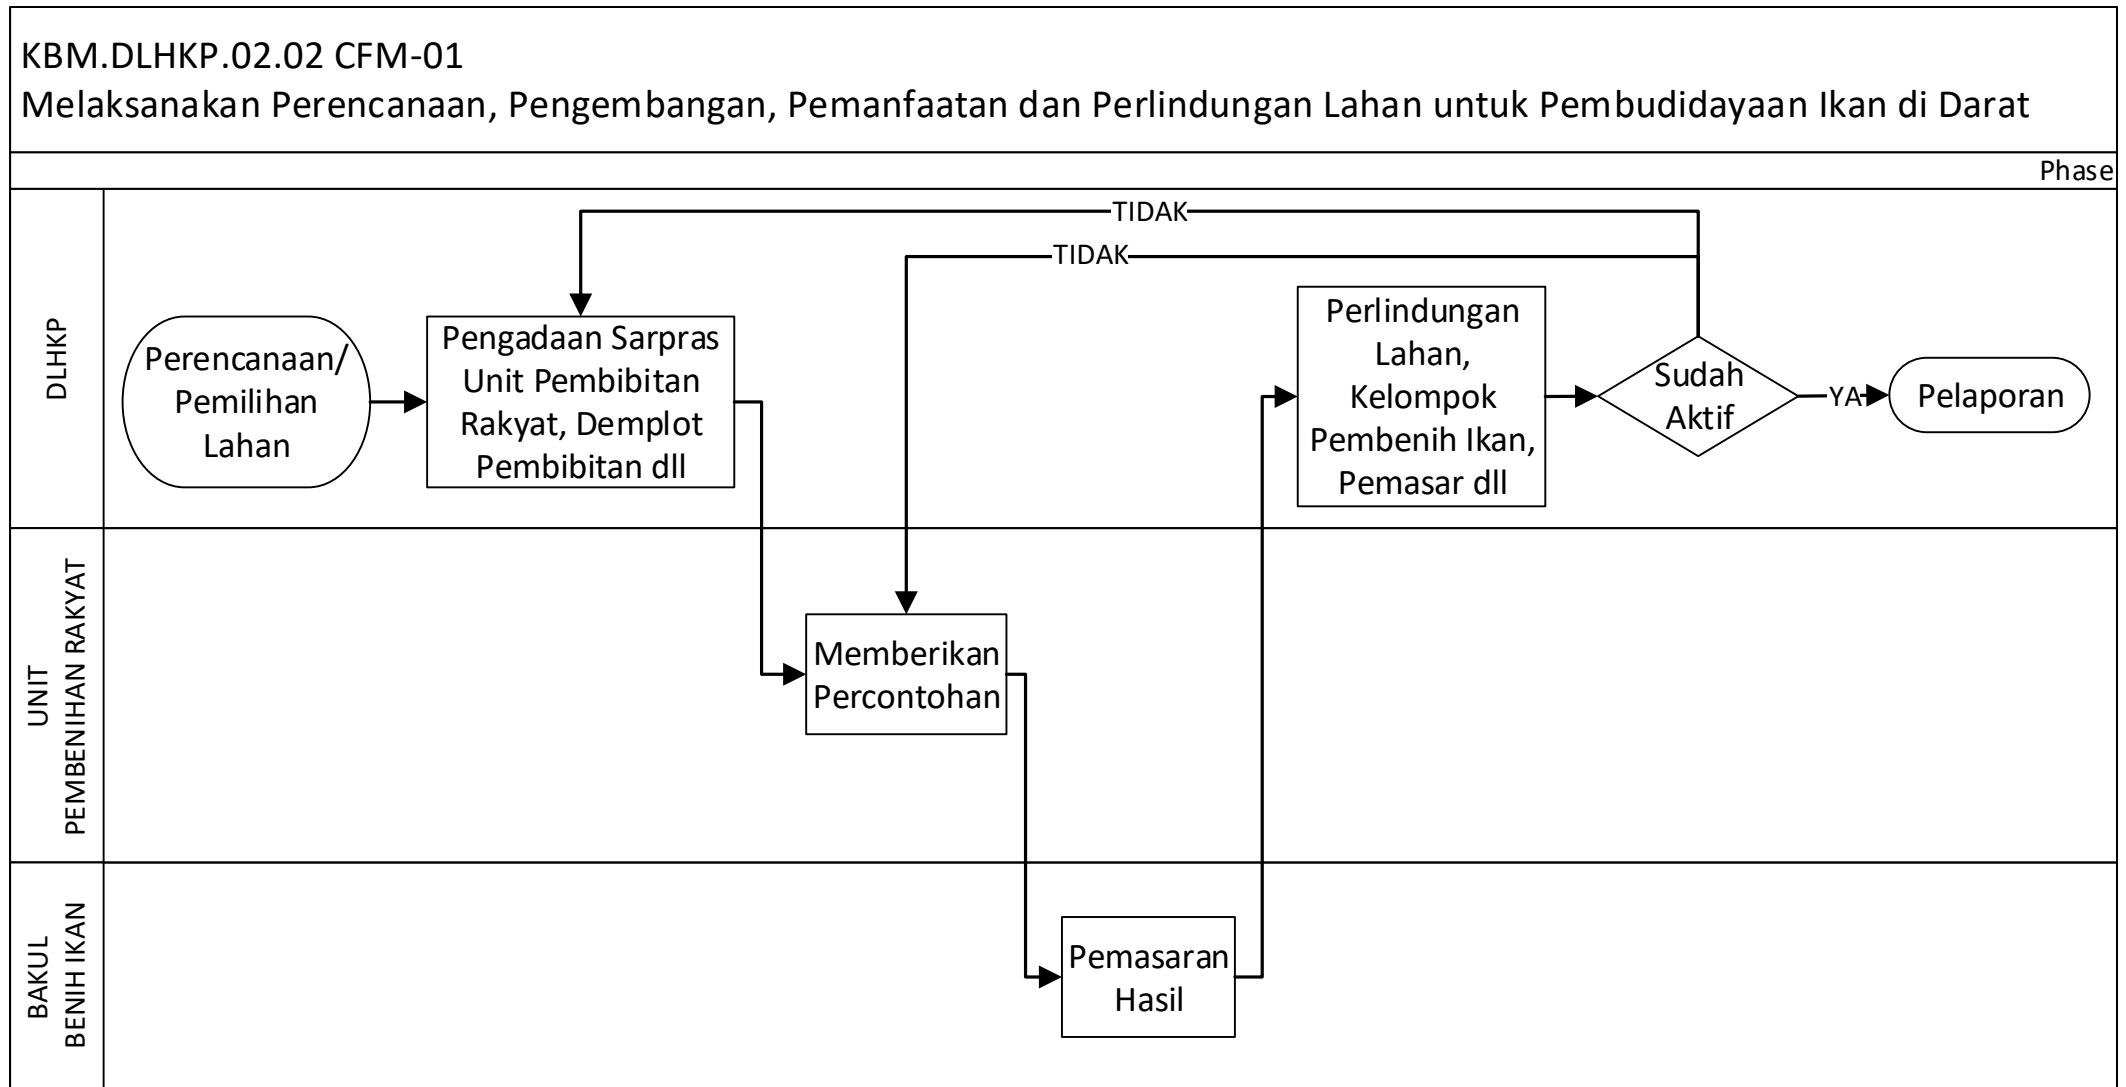 KBM.DLHKP.02.02 CFM-01
Melaksanakan Perencanaan, Pengembangan, Pemanfaatan dan Perlindungan Lahan untuk Pembudidayaan Ikan di Darat
Phase
DLHKP
TIDAK
TIDAK
Perencanaan/
Pemilihan
Lahan
Pengadaan Sarpras
Unit Pembibitan
Rakyat, Demplot
Pembibitan dll
Perlindungan
Lahan,
Kelompok
Pembenih Ikan,
Pemasar dll
Sudah
Aktif
YA
Pelaporan
UNIT
PEMBENIHAN RAKYAT
Memberikan
Percontohan
BAKUL
BENIH IKAN
Pemasaran
Hasil